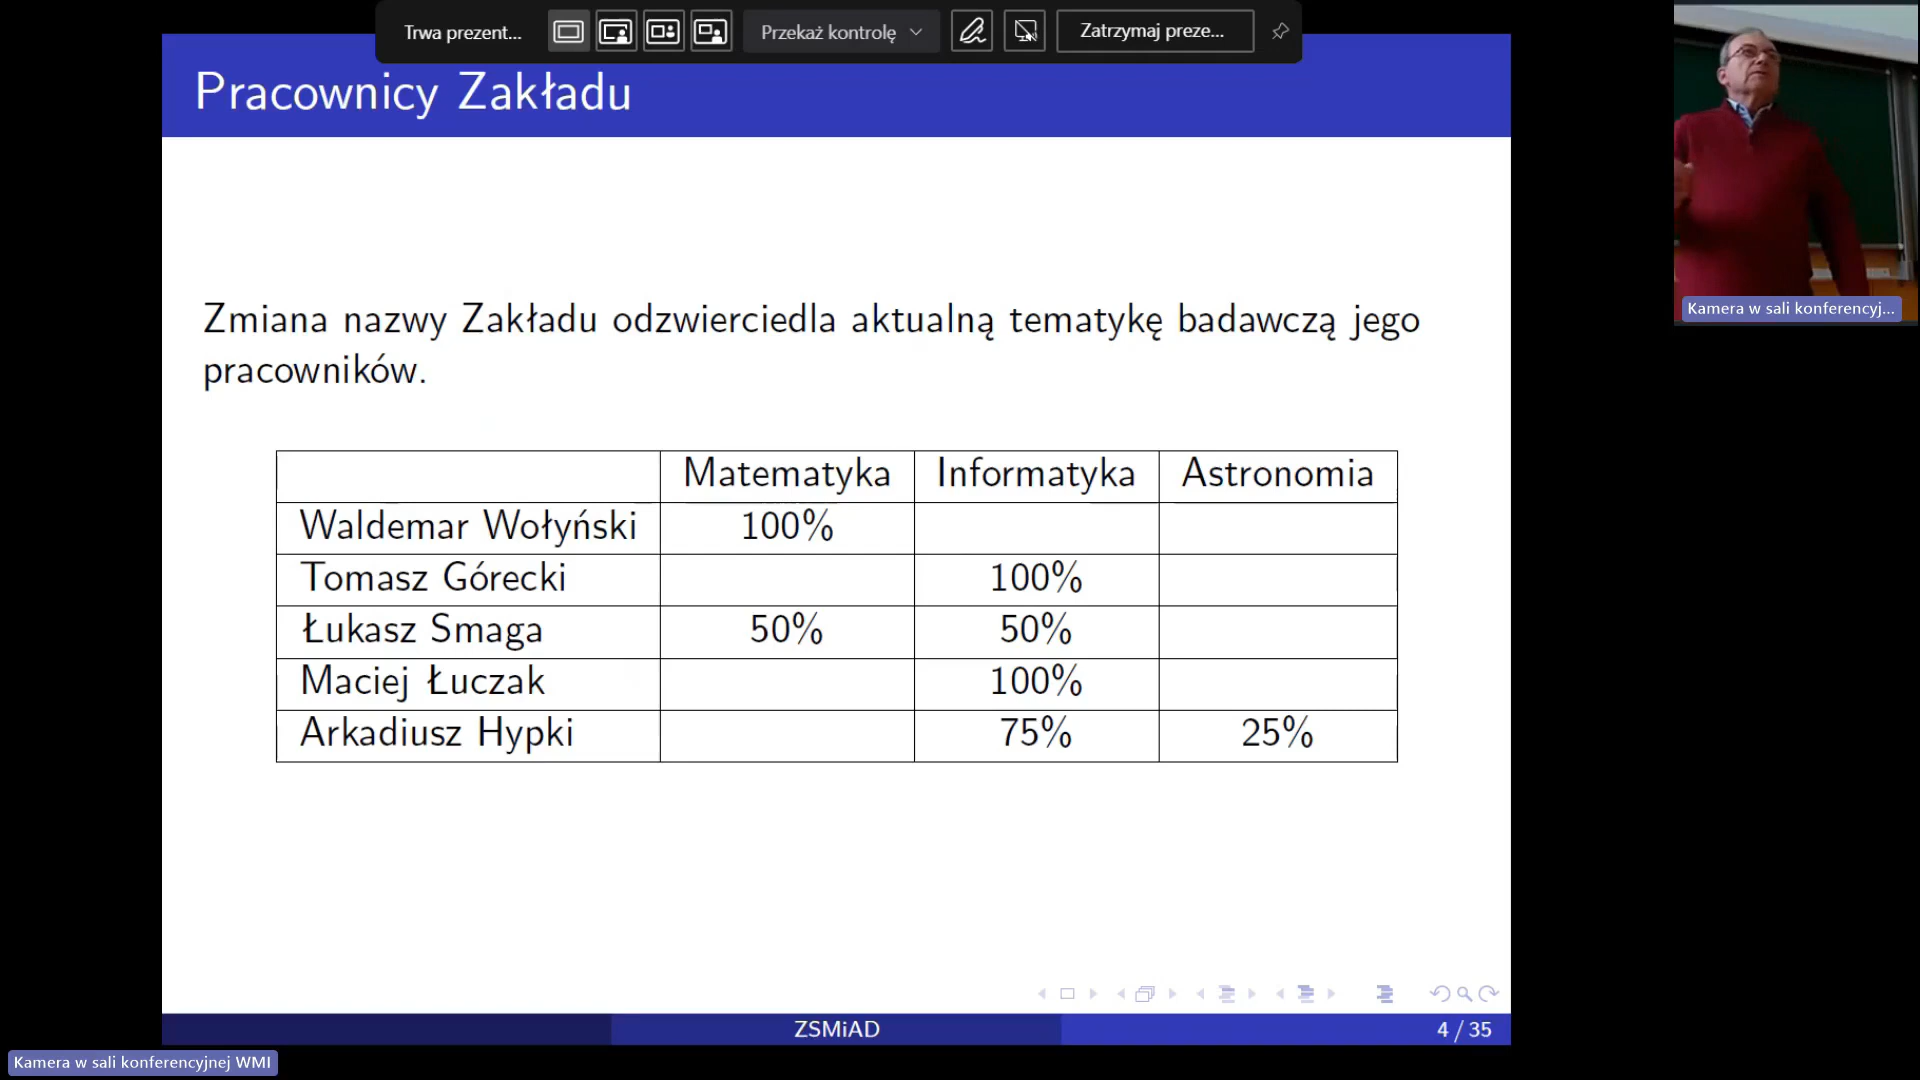 Trwa prezent...
Przekaż kontrolę
Zatrzymaj preze...
Pracownicy Zakładu
Kamera w sali konferencyj...
Zmiana nazwy Zakładu odzwierciedla aktualną tematykę badawczą jego
pracowników.
Matematyka Informatyka Astronomia
Waldemar Wołyński 100%
Tomasz Górecki 100%
Łukasz Smaga 50% 50%
Maciej Łuczak 100%
Arkadiusz Hypki 75% 25%
ZSMiAD 4 / 35
Kamera w sali konferencyjnej WMI